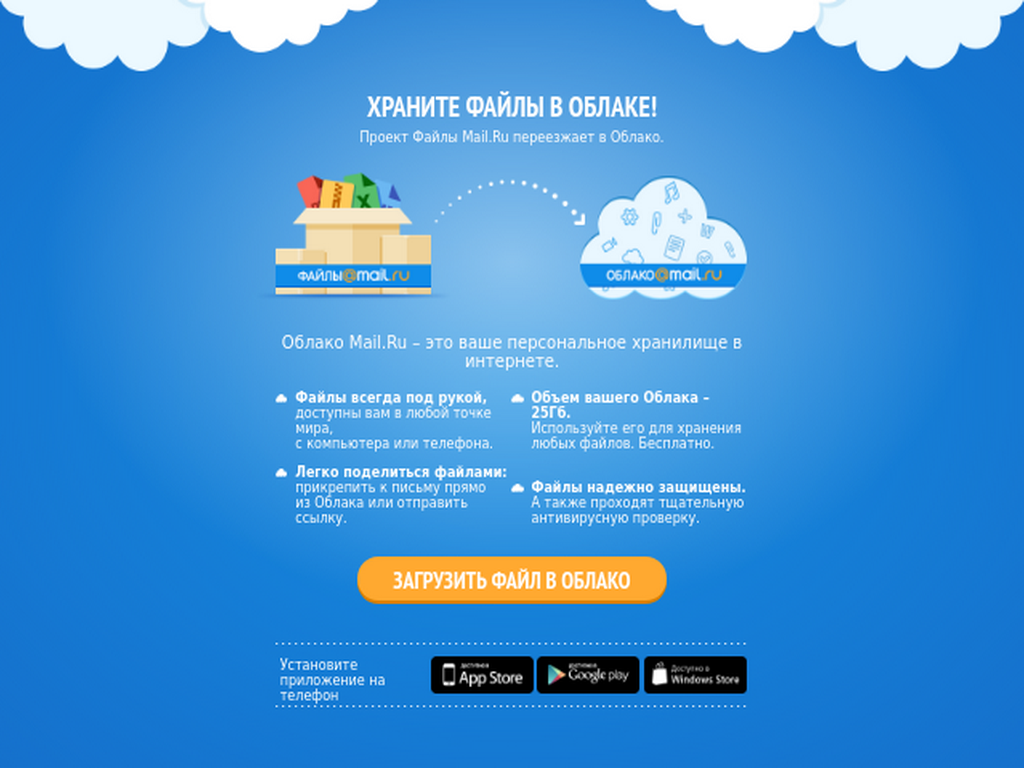 ХРАНИТЕ ФАЙЛЫ В ОБЛАКЕ!
Проект Файлы Mail.Ru переезжает в Облако.
W
X
W
ФАЙЛЫ@mail.ru
ОБЛАКО@mail.ru
Облако Mail.Ru – это ваше персональное хранилище в
интернете.
Файлы всегда под рукой,
доступны вам в любой точке
мира,
с компьютера или телефона.
Объем вашего Облака –
25Гб.
Используйте его для хранения
любых файлов. Бесплатно.
Легко поделиться файлами:
прикрепить к письму прямо
из Облака или отправить
ссылку.
Файлы надежно защищены.
А также проходят тщательную
антивирусную проверку.
ЗАГРУЗИТЬ ФАЙЛ В ОБЛАКО
Установите
приложение на
телефон
Доступно в
App Store
Доступно в
Google play
Доступно в
Windows Store